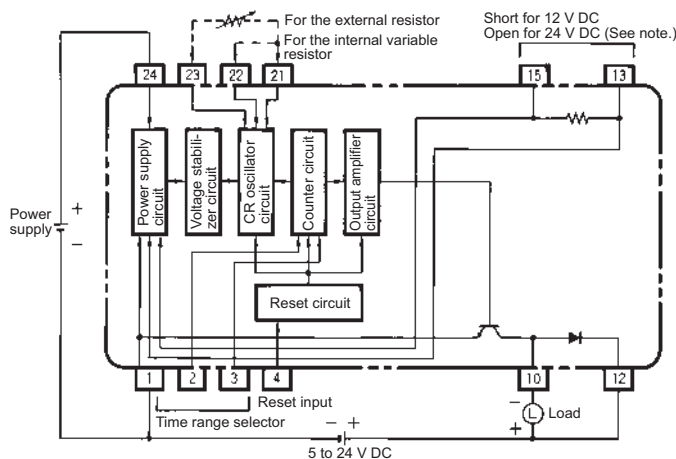 For the external resistor
For the internal variable
resistor
Short for 12 V DC
Open for 24 V DC (See note.)
24
23
22
21
15
13
Power supply
circuit
Voltage stabili-
zer circuit
CR oscillator
circuit
Counter circuit
Output amplifier
circuit
Power
supply
+
−
Reset circuit
1
2
3
4
10
12
Reset input
Time range selector
−
L
Load
+
− +
5 to 24 V DC